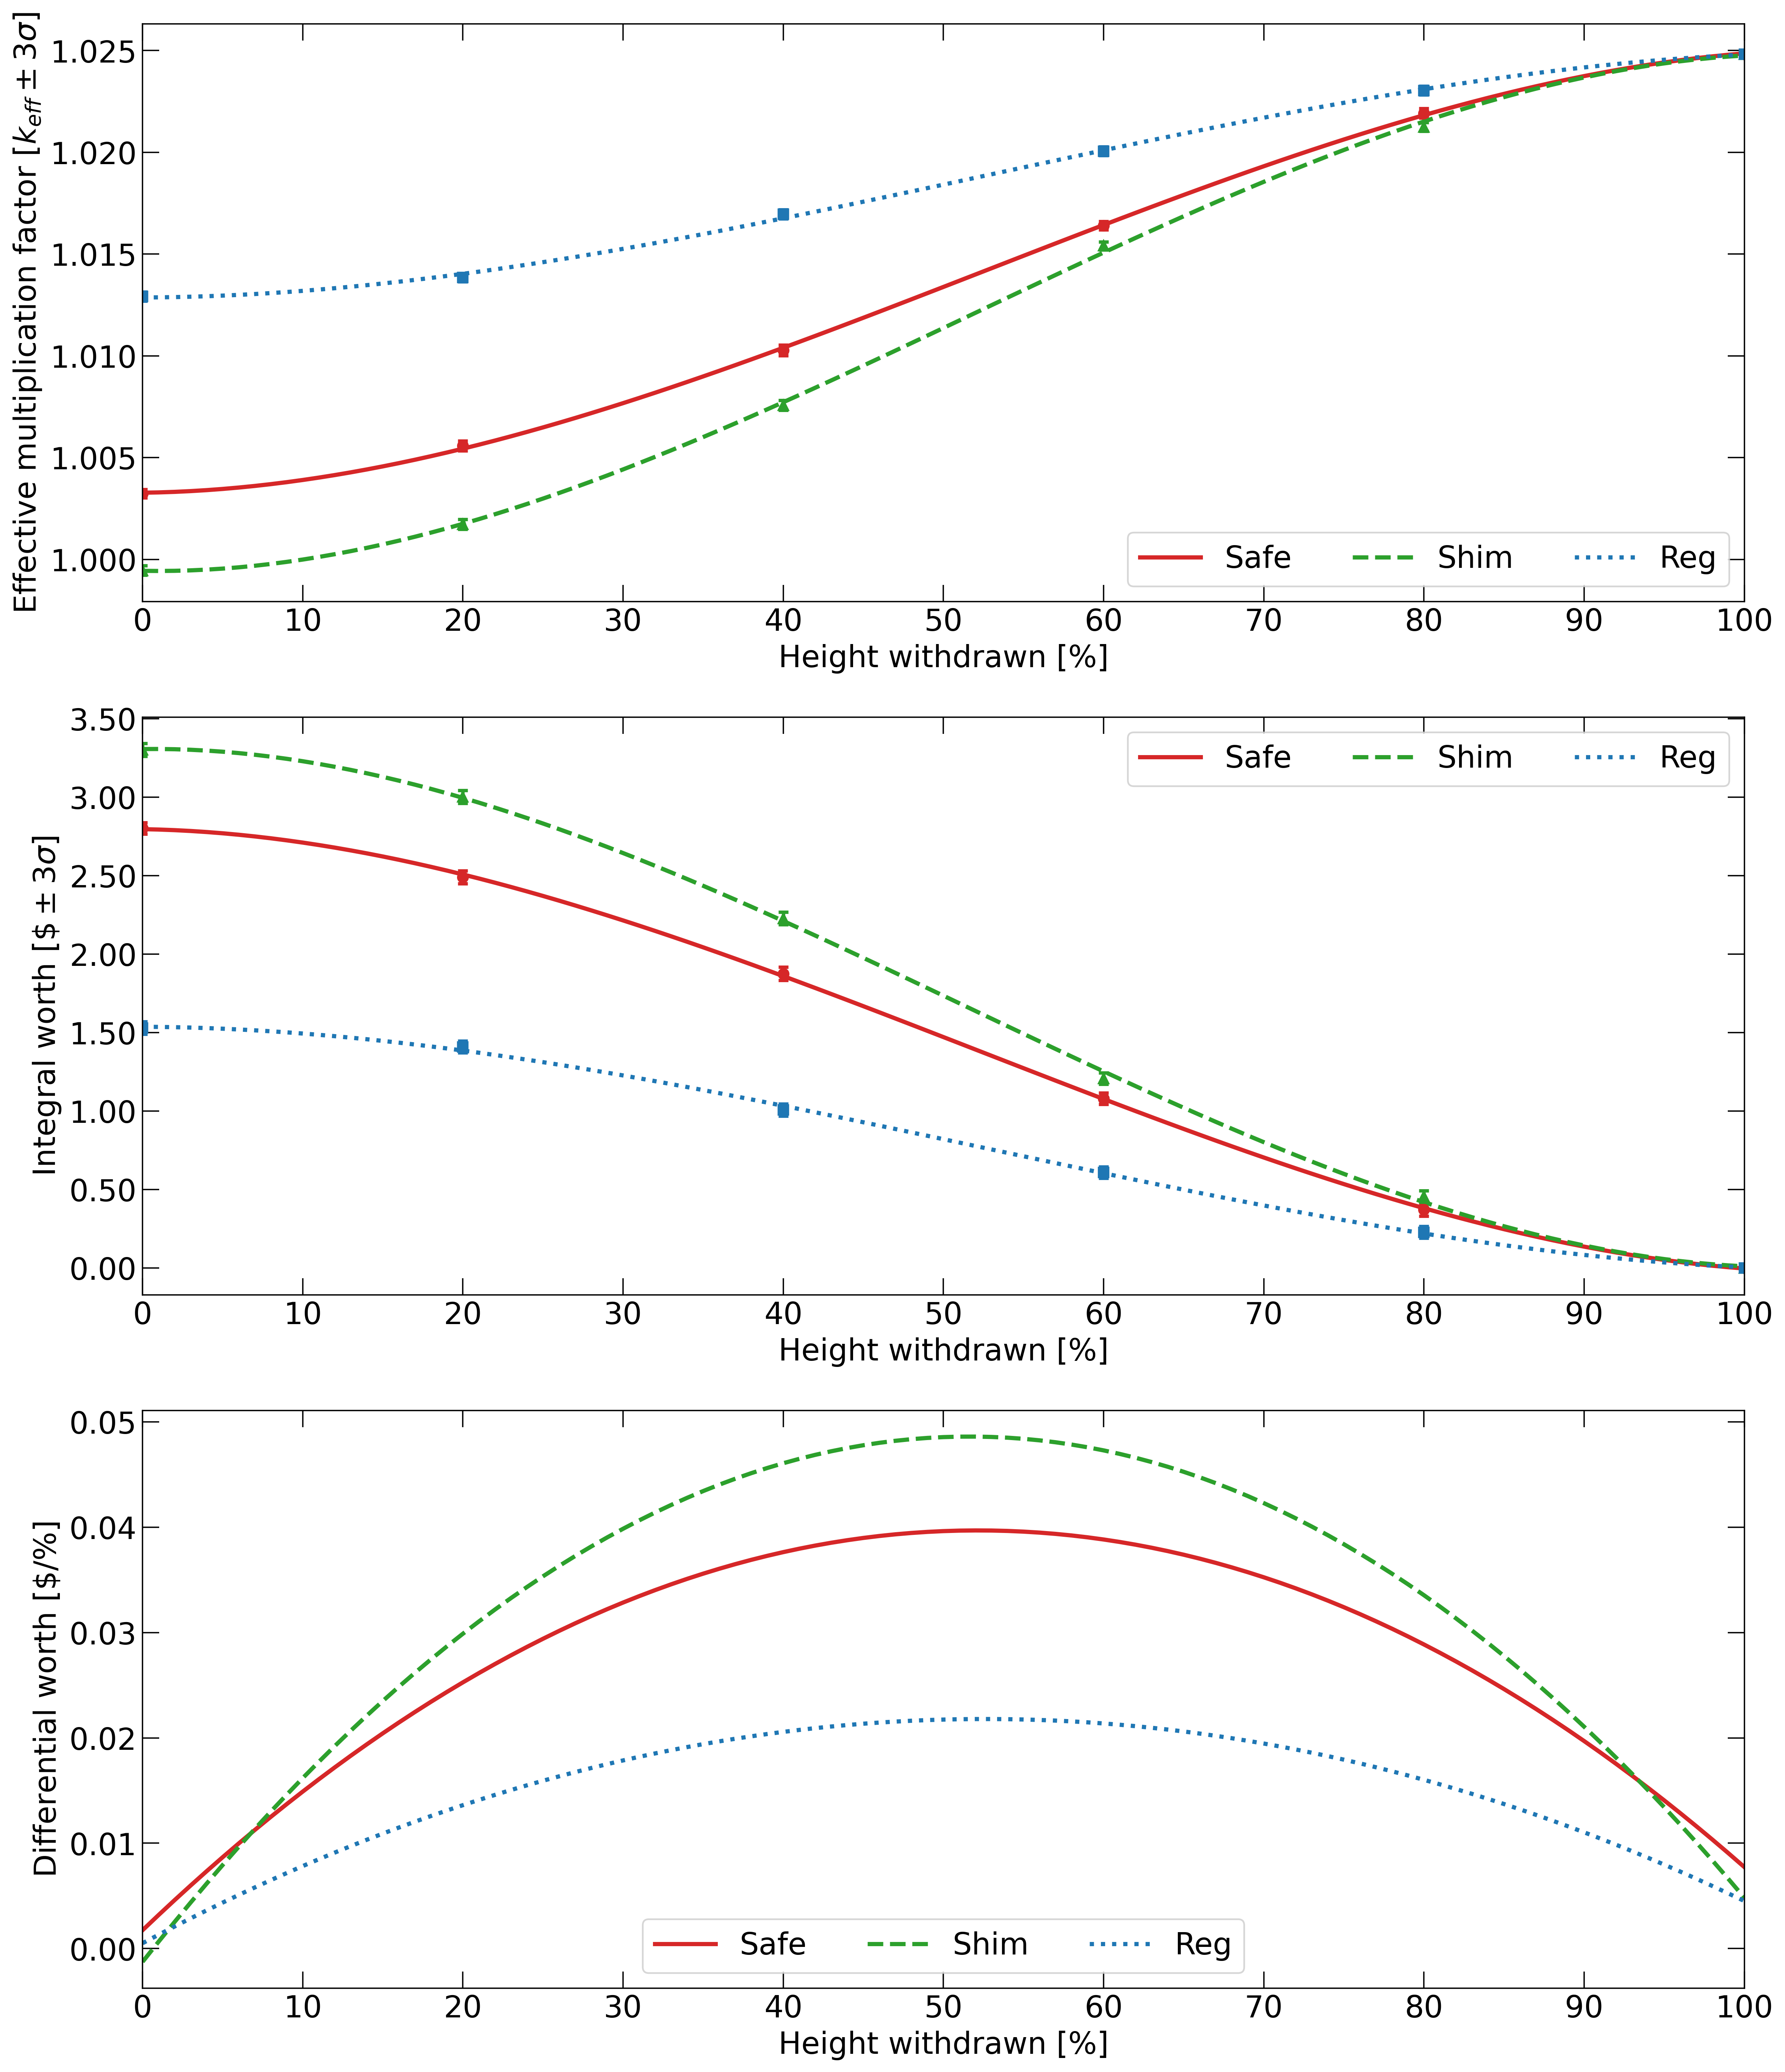 Effective multiplication factor [k_eff ± 3σ]
1.025
1.020
1.015
1.010
1.005
1.000
Safe Shim Reg
0 10 20 30 40 50 60 70 80 90 100
Height withdrawn [%]
Integral worth [$ ± 3σ]
3.50
3.00
2.50
2.00
1.50
1.00
0.50
0.00
Safe Shim Reg
0 10 20 30 40 50 60 70 80 90 100
Height withdrawn [%]
Differential worth [$/%]
0.05
0.04
0.03
0.02
0.01
0.00
Safe Shim Reg
0 10 20 30 40 50 60 70 80 90 100
Height withdrawn [%]